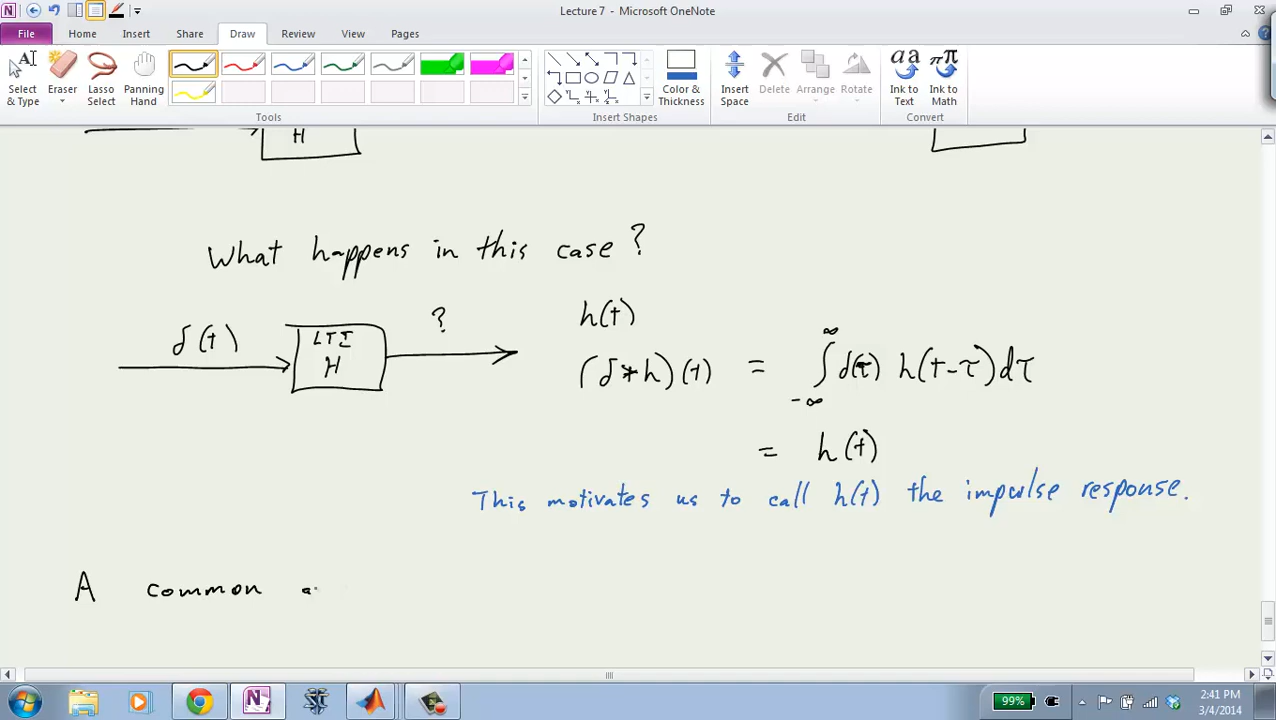 Lecture 7 - Microsoft OneNote
File Home Insert Share Draw Review View Pages
Select & Type Eraser Lasso Select Panning Hand Color & Thickness Insert Space Delete Arrange Rotate Ink to Text Ink to Math
Tools Insert Shapes Edit Convert
H
What happens in this case?
δ(t) LTI H ? h(t)
(δ*h)(t) = ∫_{-∞}^{∞} δ(τ) h(t-τ)dτ
= h(t)
This motivates us to call h(t) the impulse response.
A common
99% 2:41 PM
3/4/2014